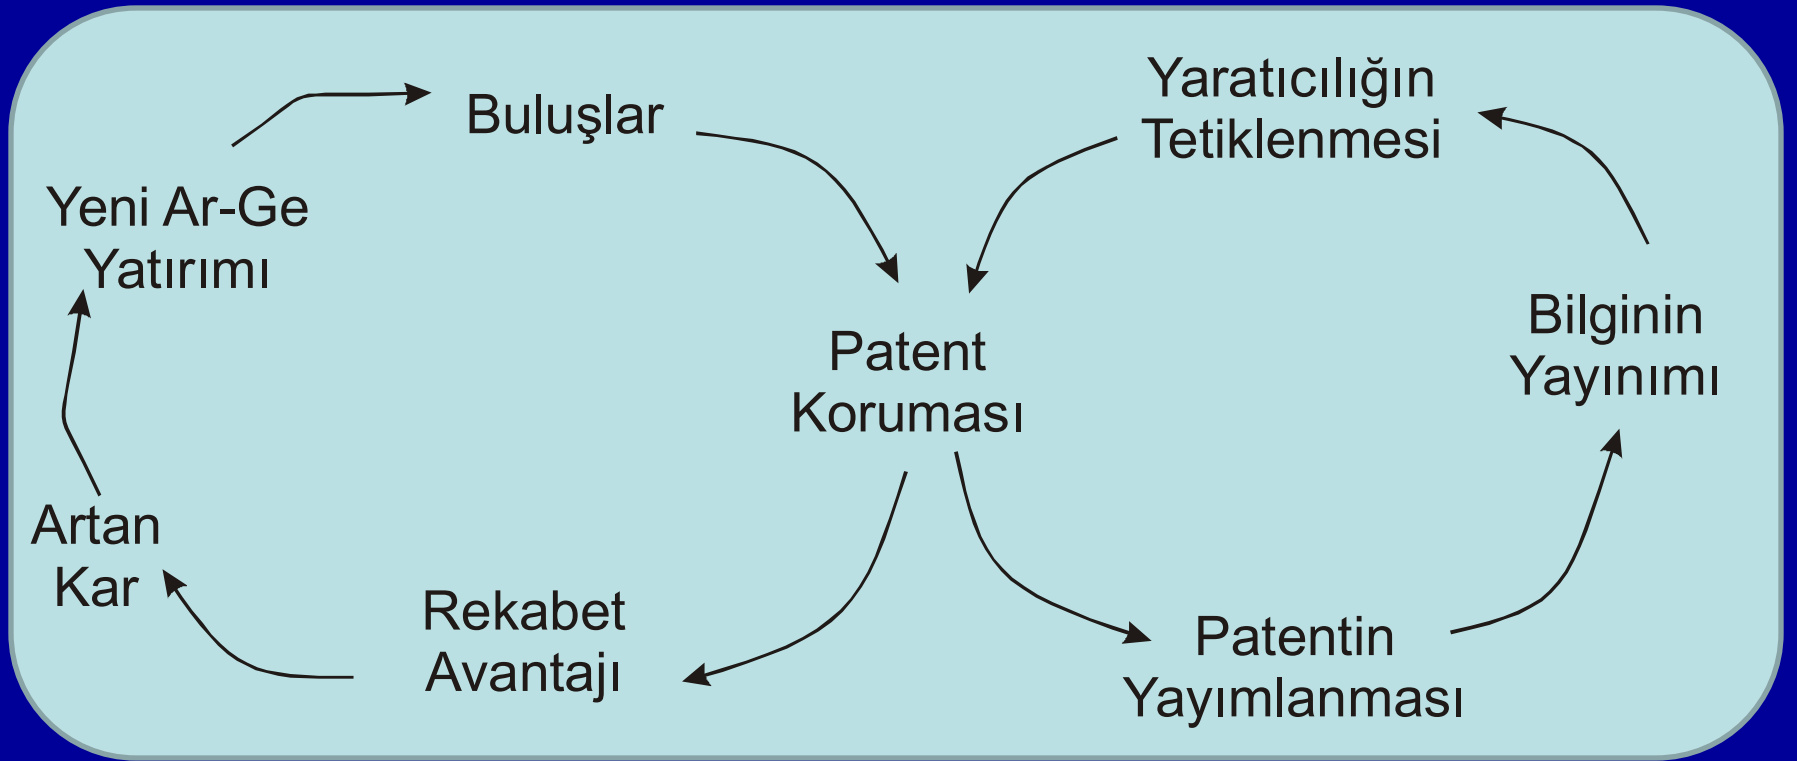 Buluşlar
Yaratıcılığın
Tetiklenmesi
Yeni Ar-Ge
Yatırımı
Patent
Koruması
Bilginin
Yayınımı
Artan
Kar
Rekabet
Avantajı
Patentin
Yayımlanması